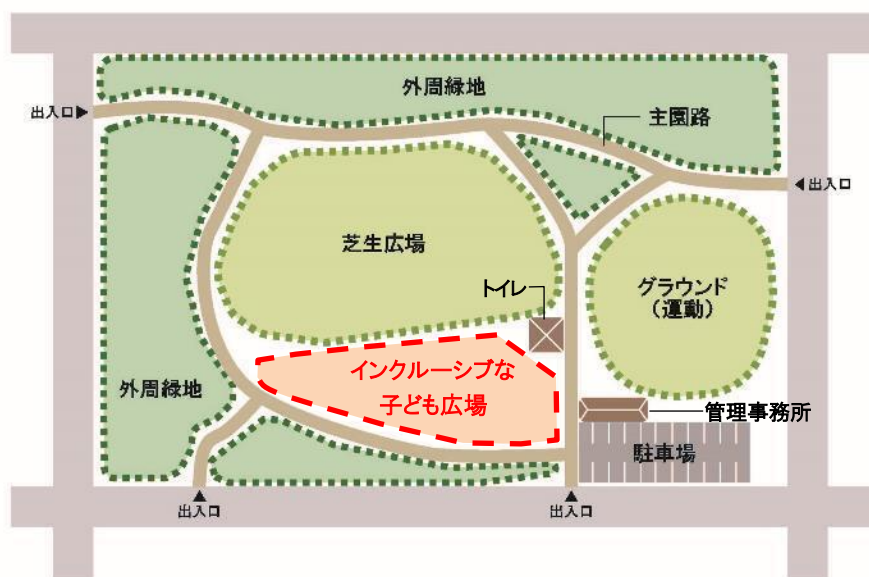 外周緑地
主園路
出入口
出入口
芝生広場
トイレ
グラウンド
(運動)
インクルーシブな
子ども広場
外周緑地
管理事務所
駐車場
出入口
出入口